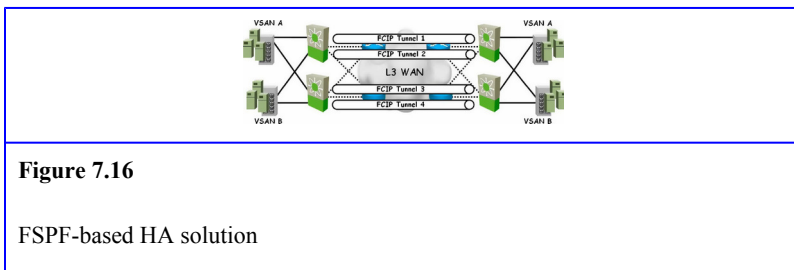 VSAN A
VSAN A
FCIP Tunnel 1
FCIP Tunnel 2
L3 WAN
FCIP Tunnel 3
FCIP Tunnel 4
VSAN B
VSAN B
Figure 7.16
FSPF-based HA solution